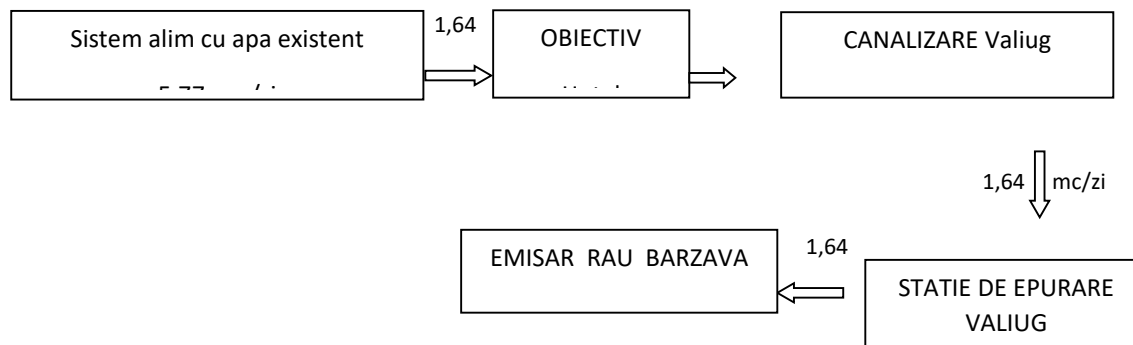 Sistem alim cu apa existent
1,64
OBIECTIV
CANALIZARE Valiug
1,64 mc/zi
EMISAR RAU BARZAVA
1,64
STATIE DE EPURARE
VALIUG